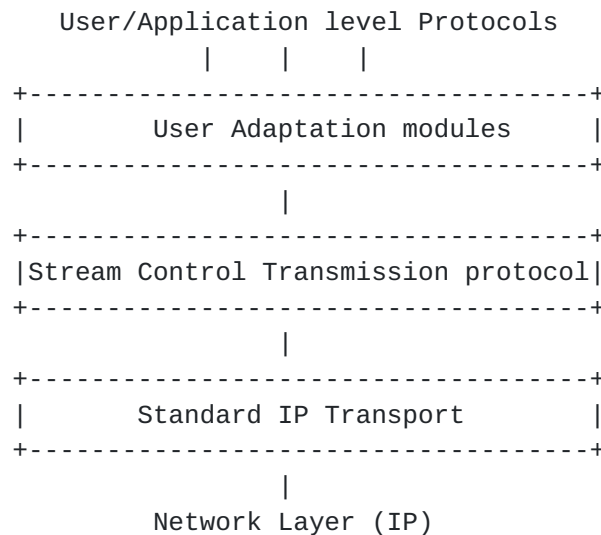 User/Application level Protocols
User Adaptation modules
Stream Control Transmission protocol
Standard IP Transport
Network Layer (IP)